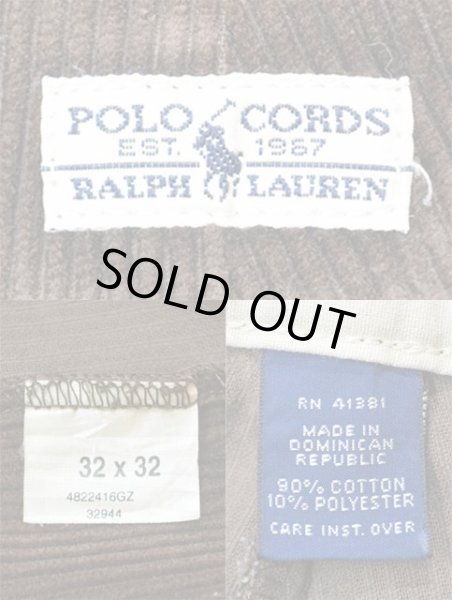 POLO CORDS
EST. 1967
RALPH LAUREN
SOLD OUT
32 x 32
4822416GZ
32944
RN 41381
MADE IN
DOMINICAN
REPUBLIC
90% COTTON
10% POLYESTER
CARE INST. OVER